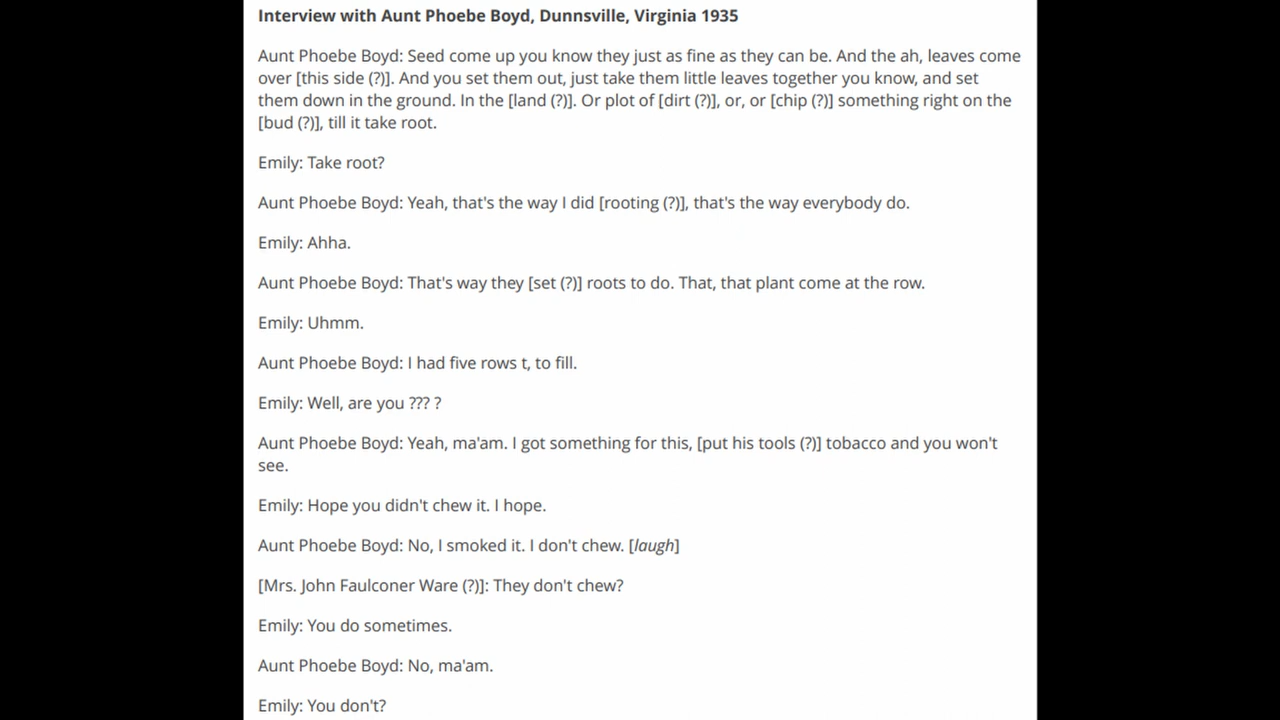 Interview with Aunt Phoebe Boyd, Dunnsville, Virginia 1935
Aunt Phoebe Boyd: Seed come up you know they just as fine as they can be. And the ah, leaves come
over [this side (?)]. And you set them out, just take them little leaves together you know, and set
them down in the ground. In the [land (?)]. Or plot of [dirt (?)], or, or [chip (?)] something right on the
[bud (?)], till it take root.
Emily: Take root?
Aunt Phoebe Boyd: Yeah, that's the way I did [rooting (?)], that's the way everybody do.
Emily: Ahha.
Aunt Phoebe Boyd: That's way they [set (?)] roots to do. That, that plant come at the row.
Emily: Uhmm.
Aunt Phoebe Boyd: I had five rows t, to fill.
Emily: Well, are you ??? ?
Aunt Phoebe Boyd: Yeah, ma'am. I got something for this, [put his tools (?)] tobacco and you won't
see.
Emily: Hope you didn't chew it. I hope.
Aunt Phoebe Boyd: No, I smoked it. I don't chew. [laugh]
[Mrs. John Faulconer Ware (?)]: They don't chew?
Emily: You do sometimes.
Aunt Phoebe Boyd: No, ma'am.
Emily: You don't?